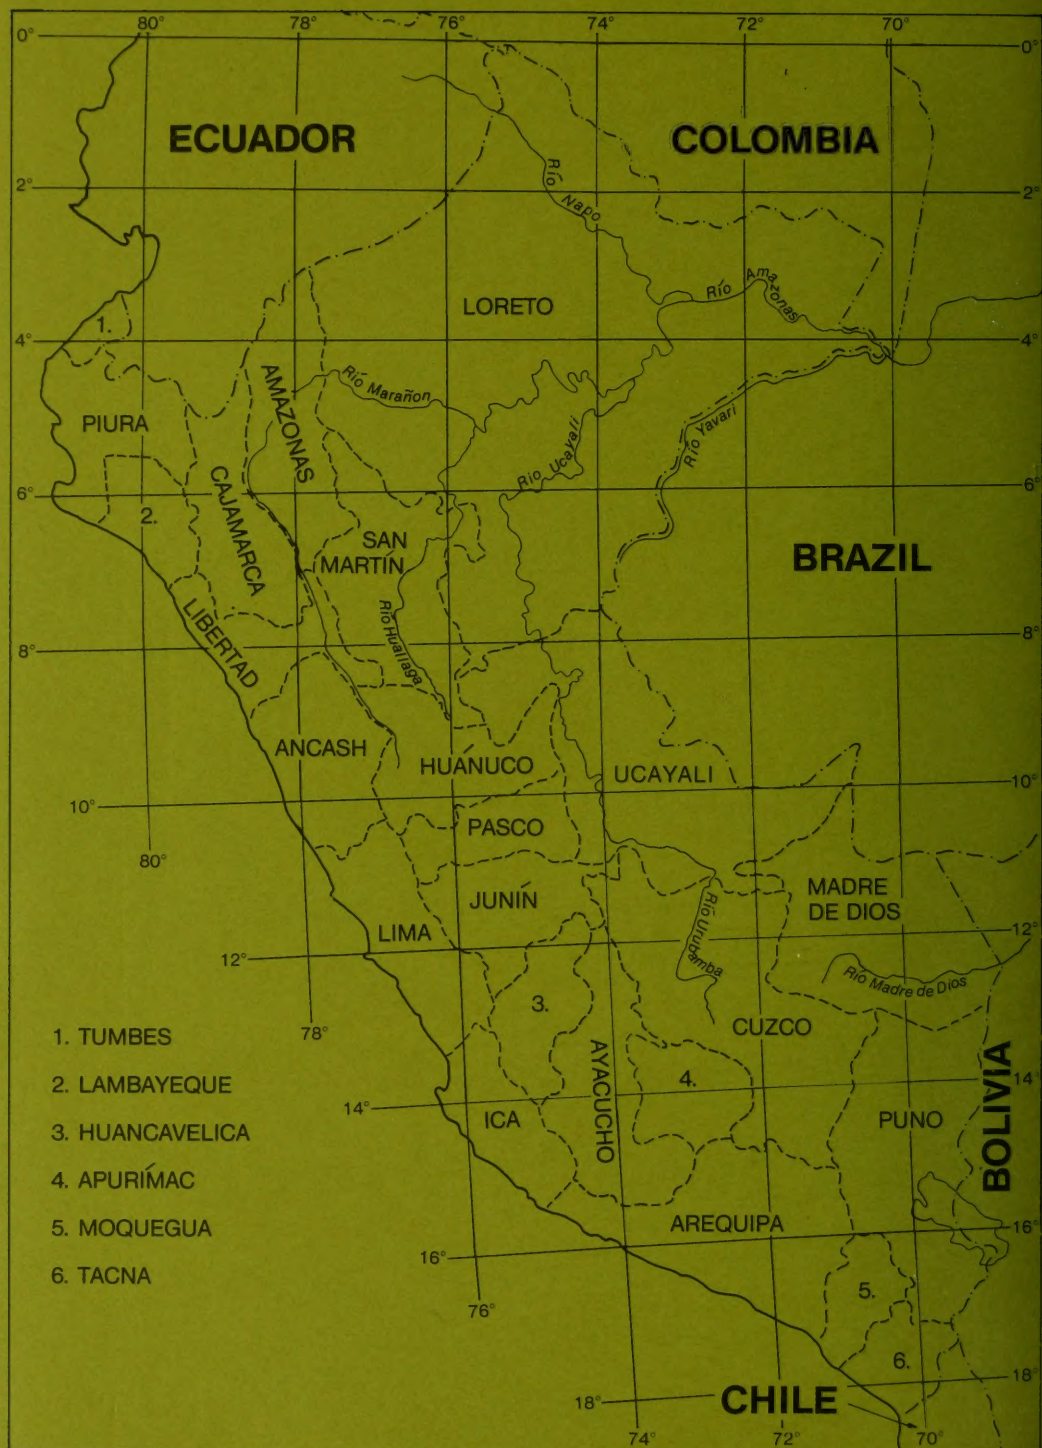 80° 78° 76° 74° 72° 70°
0° 0°
ECUADOR COLOMBIA
Río Napo
2° 2°
LORETO
Río Amazonas
1.
4° 4°
AMAZONAS
Río Marañon
PIURA
Río Yavarí
Río Ucayali
CAJAMARCA
6° 6°
2.
SAN
MARTÍN
BRAZIL
LIBERTAD
Río Huallaga
8° 8°
ANCASH
HUANUCO
UCAYALI
10° 10°
PASCO
80°
JUNÍN
MADRE
DE DIOS
LIMA
Río Urubamba
12° 12°
Río Madre de Dios
3.
78°
CUZCO
AYACUCHO
BOLIVIA
4.
14° 14°
ICA
PUNO
AREQUIPA
16° 16°
76°
5.
6.
18° 18°
CHILE
74° 72° 70°
1. TUMBES
2. LAMBAYEQUE
3. HUANCAVELICA
4. APURÍMAC
5. MOQUEGUA
6. TACNA